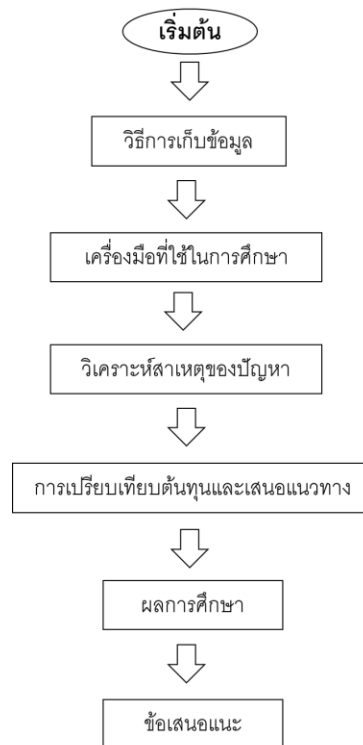 เริ่มต้น
วิธีการเก็บข้อมูล
เครื่องมือที่ใช้ในการศึกษา
วิเคราะห์สาเหตุของปัญหา
การเปรียบเทียบต้นทุนและเสนอแนวทาง
ผลการศึกษา
ข้อเสนอแนะ